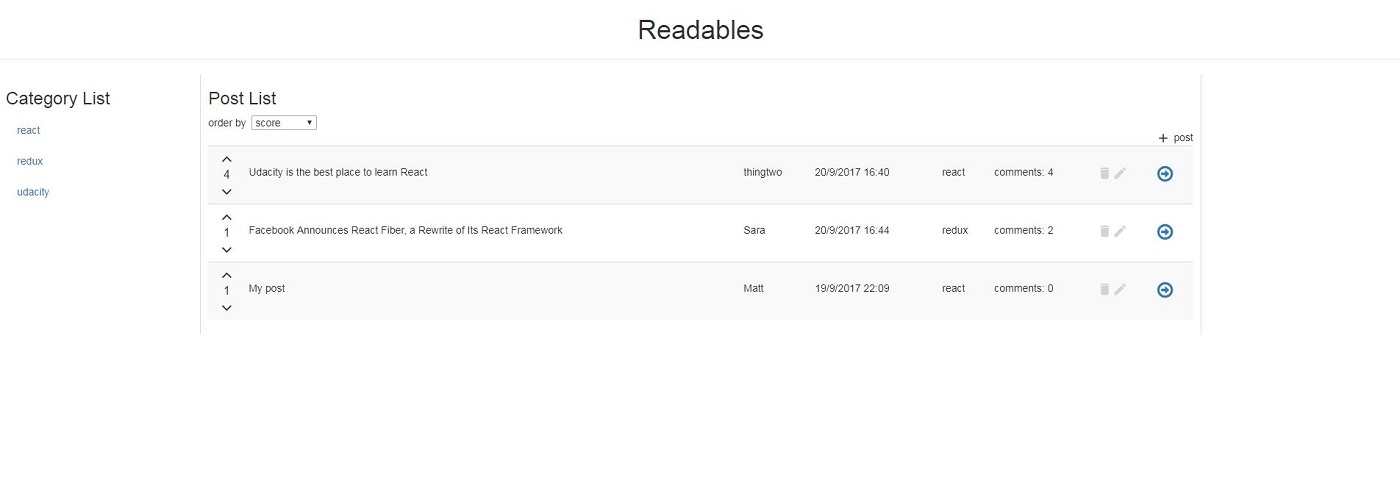 Readables
Category List
react
redux
udacity
Post List
order by score
+ post
4 Udacity is the best place to learn React thingtwo 20/9/2017 16:40 react comments: 4
1 Facebook Announces React Fiber, a Rewrite of Its React Framework Sara 20/9/2017 16:44 redux comments: 2
1 My post Matt 19/9/2017 22:09 react comments: 0